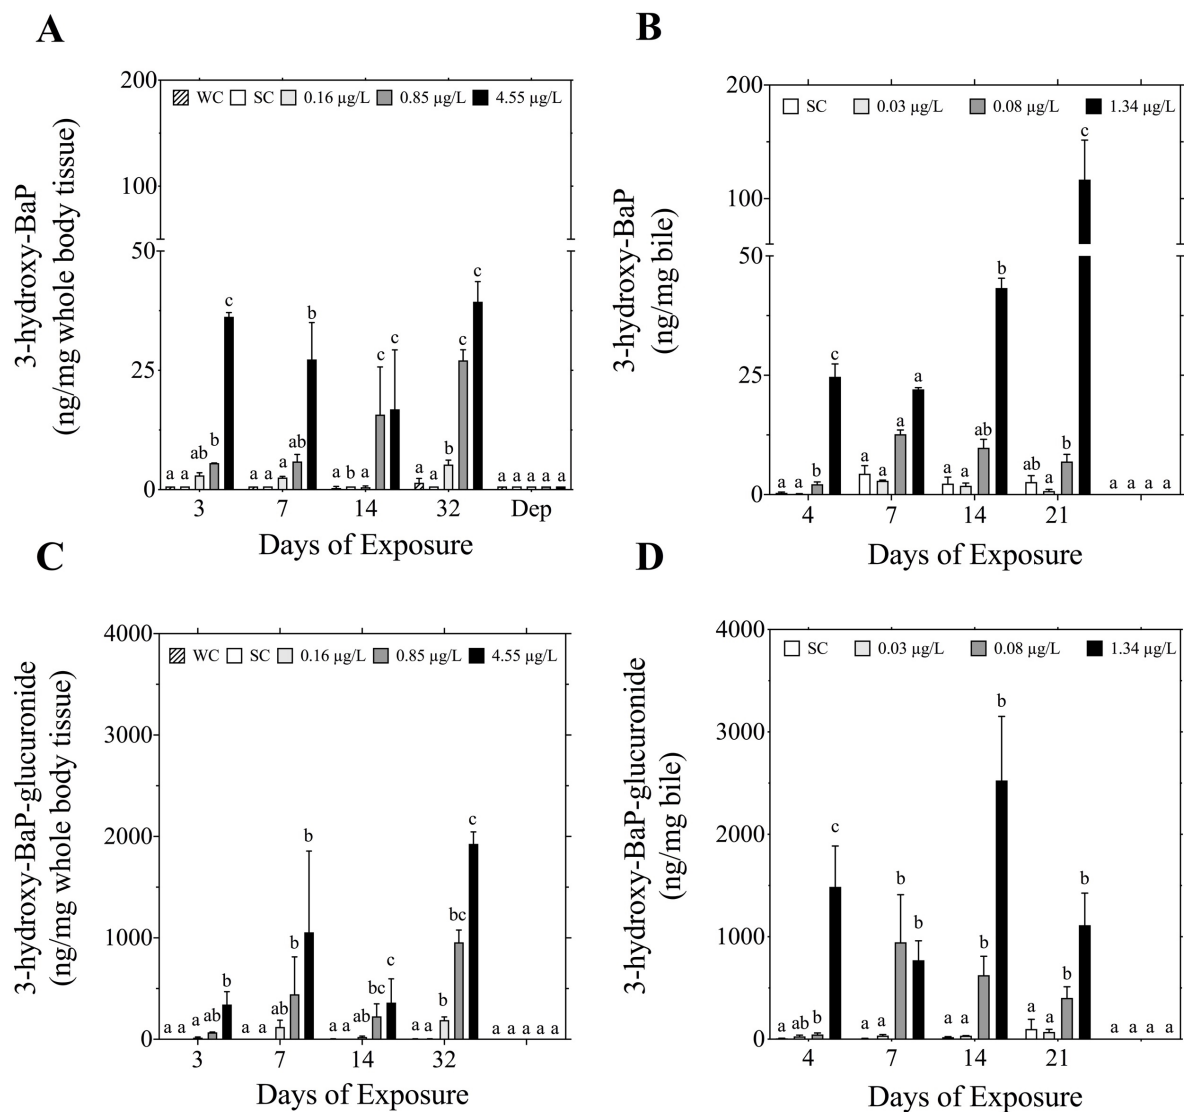 A
200
WC SC 0.16 µg/L 0.85 µg/L 4.55 µg/L
100
50
25
0
3-hydroxy-BaP
(ng/mg whole body tissue)
a a ab b c
a a a ab b
a b a c c
a a b c c
a a a a a
3 7 14 32 Dep
Days of Exposure
B
200
SC 0.03 µg/L 0.08 µg/L 1.34 µg/L
100
50
25
0
3-hydroxy-BaP
(ng/mg bile)
a a b c
a a a a
a a ab b
ab a b c
a a a a
4 7 14 21
Days of Exposure
C
4000
WC SC 0.16 µg/L 0.85 µg/L 4.55 µg/L
3000
2000
1000
0
3-hydroxy-BaP-glucuronide
(ng/mg whole body tissue)
a a a ab b
a a ab b b
a a ab bc c
a a b bc c
a a a a a
3 7 14 32
Days of Exposure
D
4000
SC 0.03 µg/L 0.08 µg/L 1.34 µg/L
3000
2000
1000
0
3-hydroxy-BaP-glucuronide
(ng/mg bile)
a ab b c
a a b b
a a b b
a a b b
a a a a
4 7 14 21
Days of Exposure